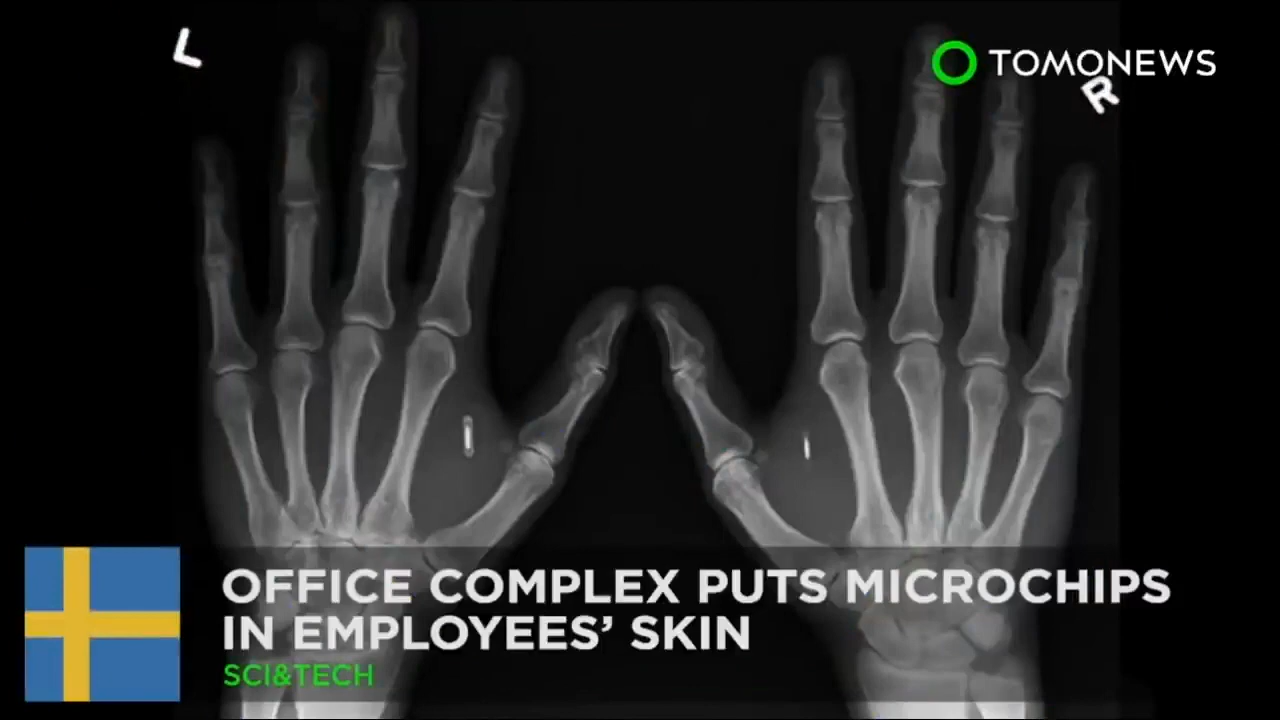 L
TOMONEWS
R
OFFICE COMPLEX PUTS MICROCHIPS
IN EMPLOYEES’ SKIN
SCI&TECH